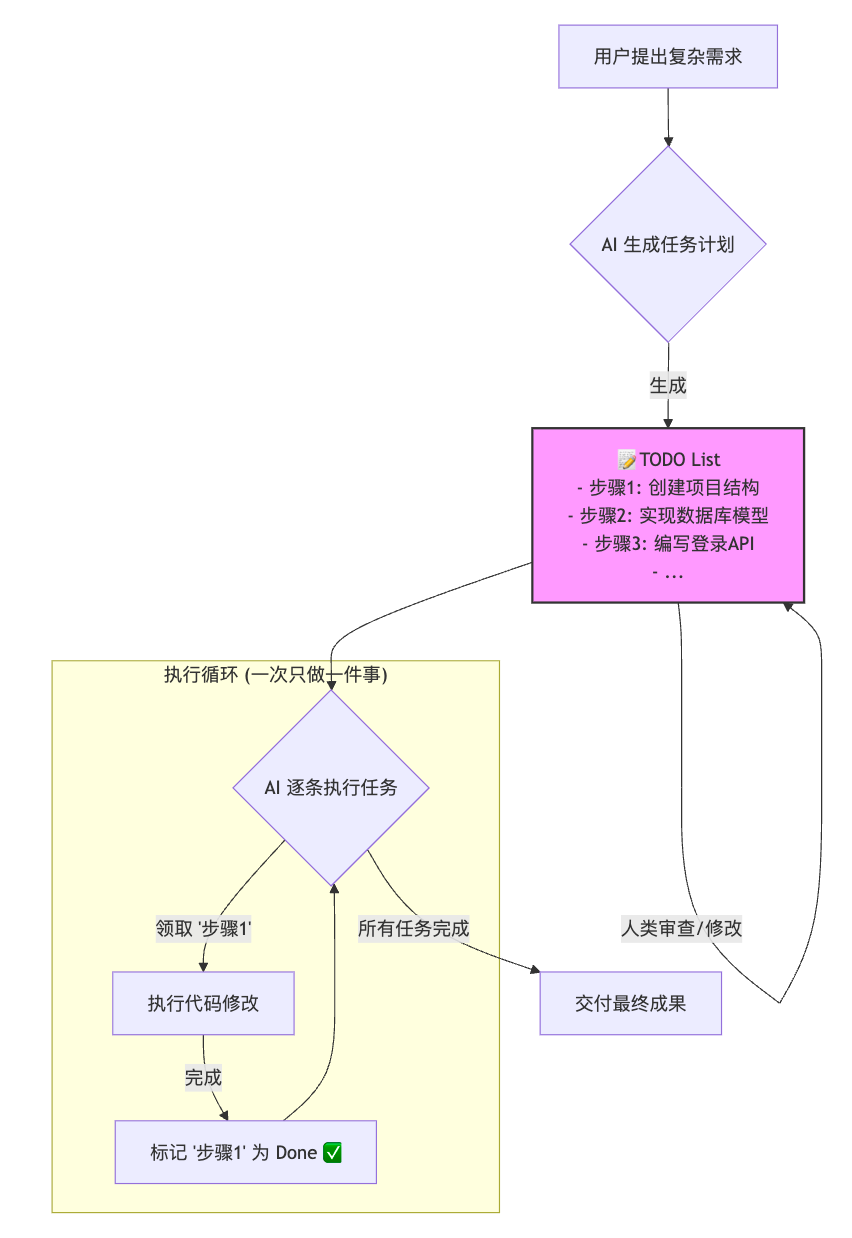 用户提出复杂需求
AI 生成任务计划
生成
📝 TODO List
- 步骤1: 创建项目结构
- 步骤2: 实现数据库模型
- 步骤3: 编写登录API
- ...
执行循环 (一次只做一件事)
AI 逐条执行任务
领取 '步骤1'
所有任务完成
人类审查/修改
执行代码修改
交付最终成果
完成
标记 '步骤1' 为 Done ✅